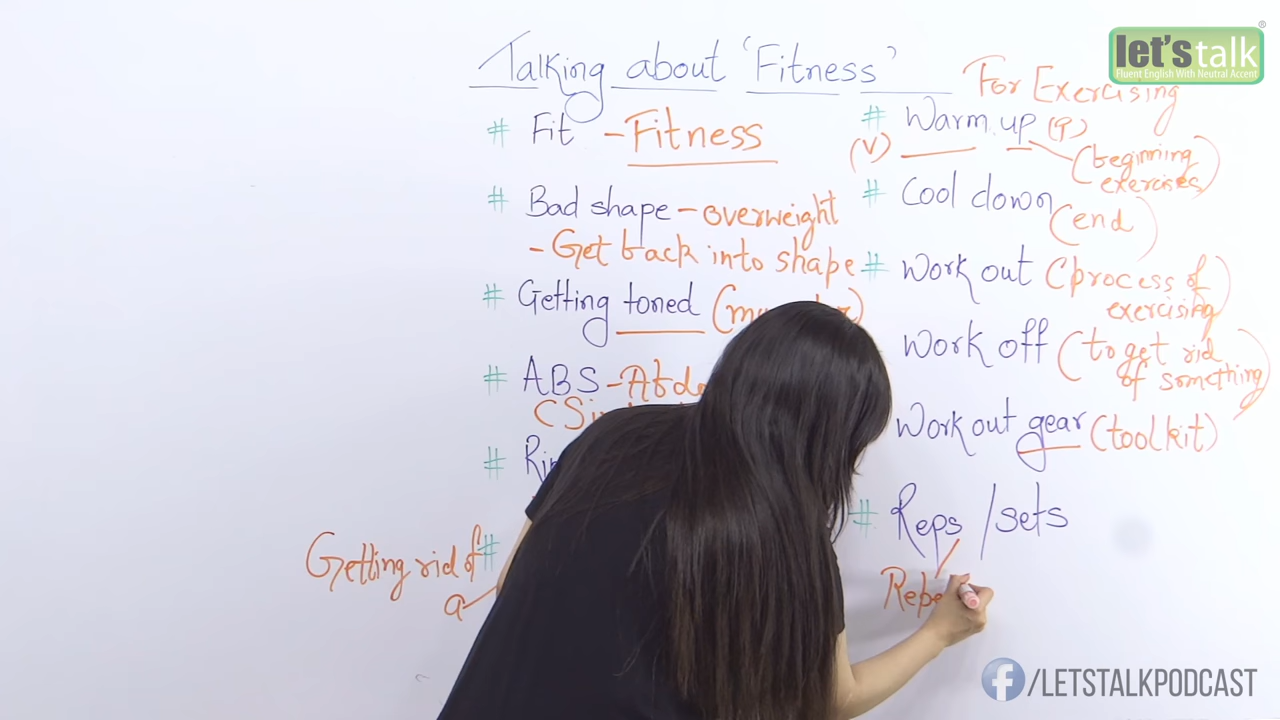 Talking about 'Fitness'
# Fit - Fitness
# Bad shape - overweight
- Get back into shape
# Getting toned
# ABS -
#
Getting rid of #
a
For Exercising
# Warm up (P)
(V)
(beginning
exercises)
# Cool down
(end)
# Work out (process of
exercising)
Work off (to get rid
of something)
Work out gear (toolkit)
# Reps / sets
let's talk
®
Fluent English With Neutral Accent
f /LETSTALKPODCAST